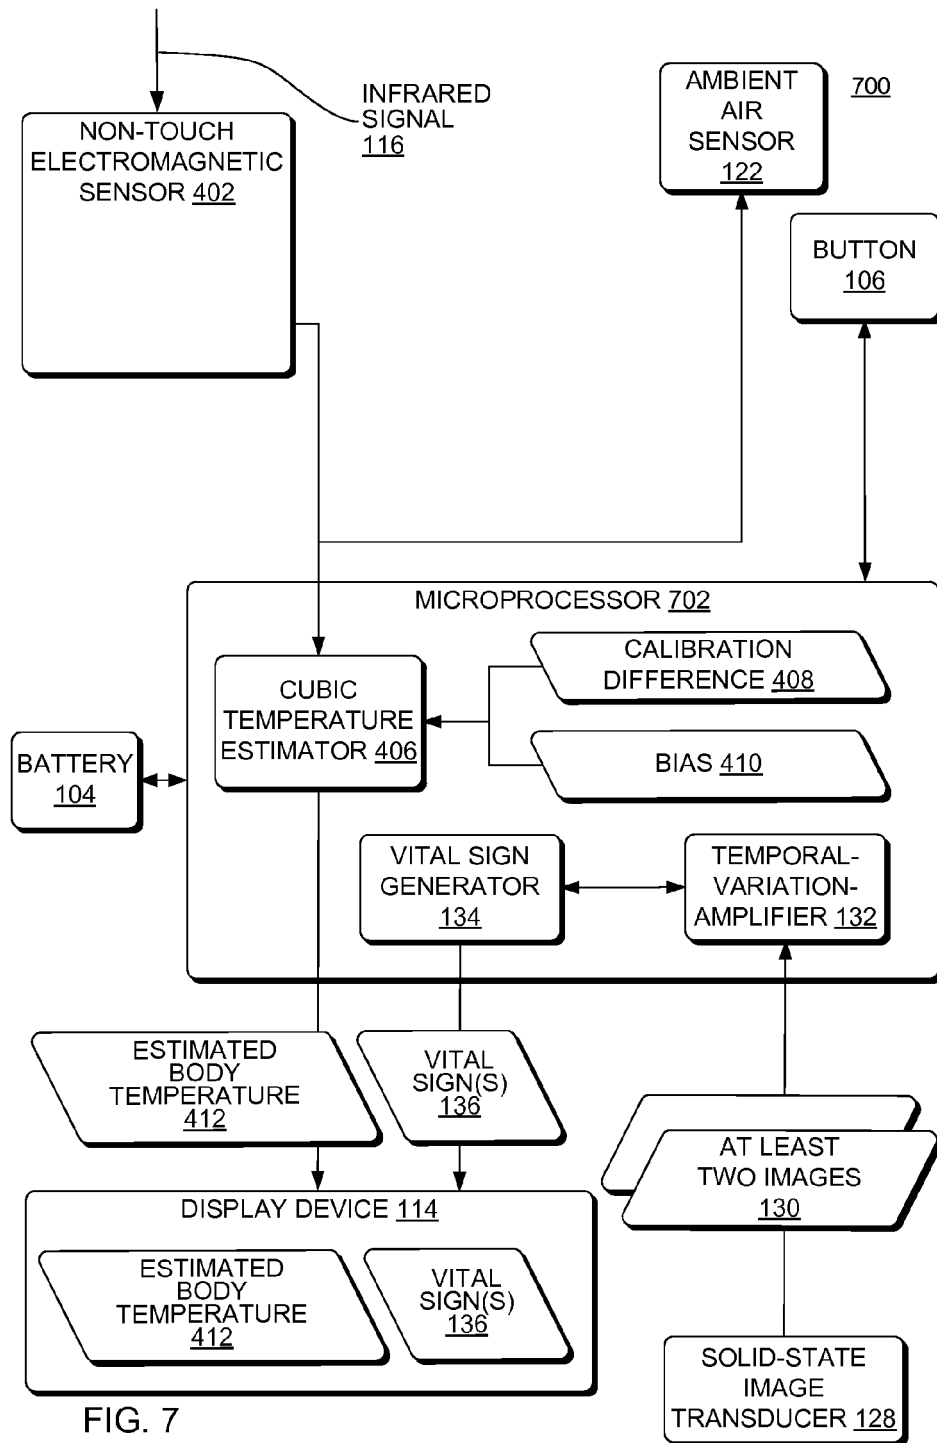 INFRARED
SIGNAL
116
NON-TOUCH
ELECTROMAGNETIC
SENSOR 402
AMBIENT
AIR
SENSOR
122
700
BUTTON
106
MICROPROCESSOR 702
CUBIC
TEMPERATURE
ESTIMATOR 406
CALIBRATION
DIFFERENCE 408
BIAS 410
BATTERY
104
VITAL SIGN
GENERATOR
134
TEMPORAL-
VARIATION-
AMPLIFIER 132
ESTIMATED
BODY
TEMPERATURE
412
VITAL
SIGN(S)
136
AT LEAST
TWO IMAGES
130
DISPLAY DEVICE 114
ESTIMATED
BODY
TEMPERATURE
412
VITAL
SIGN(S)
136
SOLID-STATE
IMAGE
TRANSDUCER 128
FIG. 7